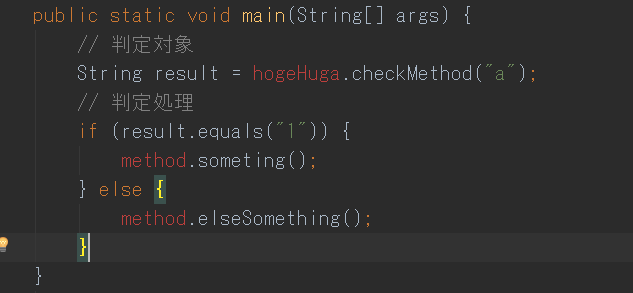 public static void main(String[] args) {
// 判定対象
String result = hogeHuga.checkMethod("a");
// 判定処理
if (result.equals("1")) {
method.someting();
} else {
method.elseSomething();
}
}